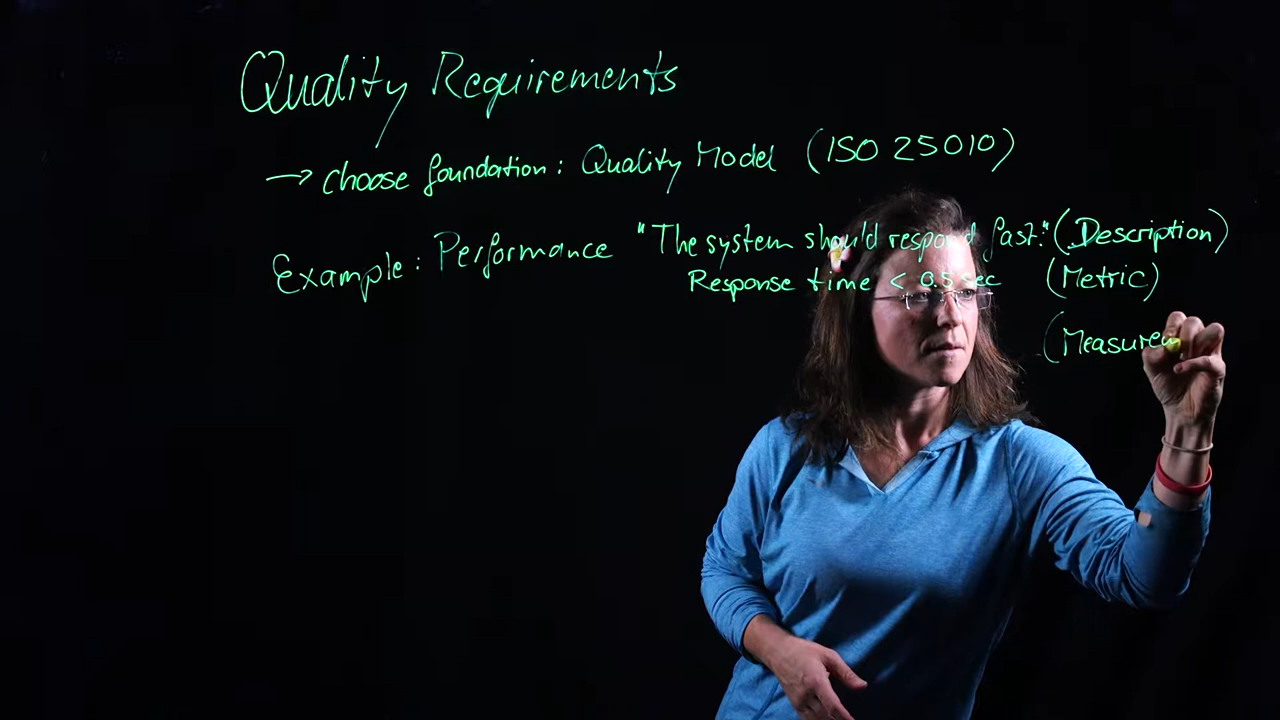 Quality Requirements
→ choose foundation: Quality Model (ISO 25010)
Example: Performance "The system should respond fast." (Description)
Response time < 0.5 sec (Metric)
(Measurem